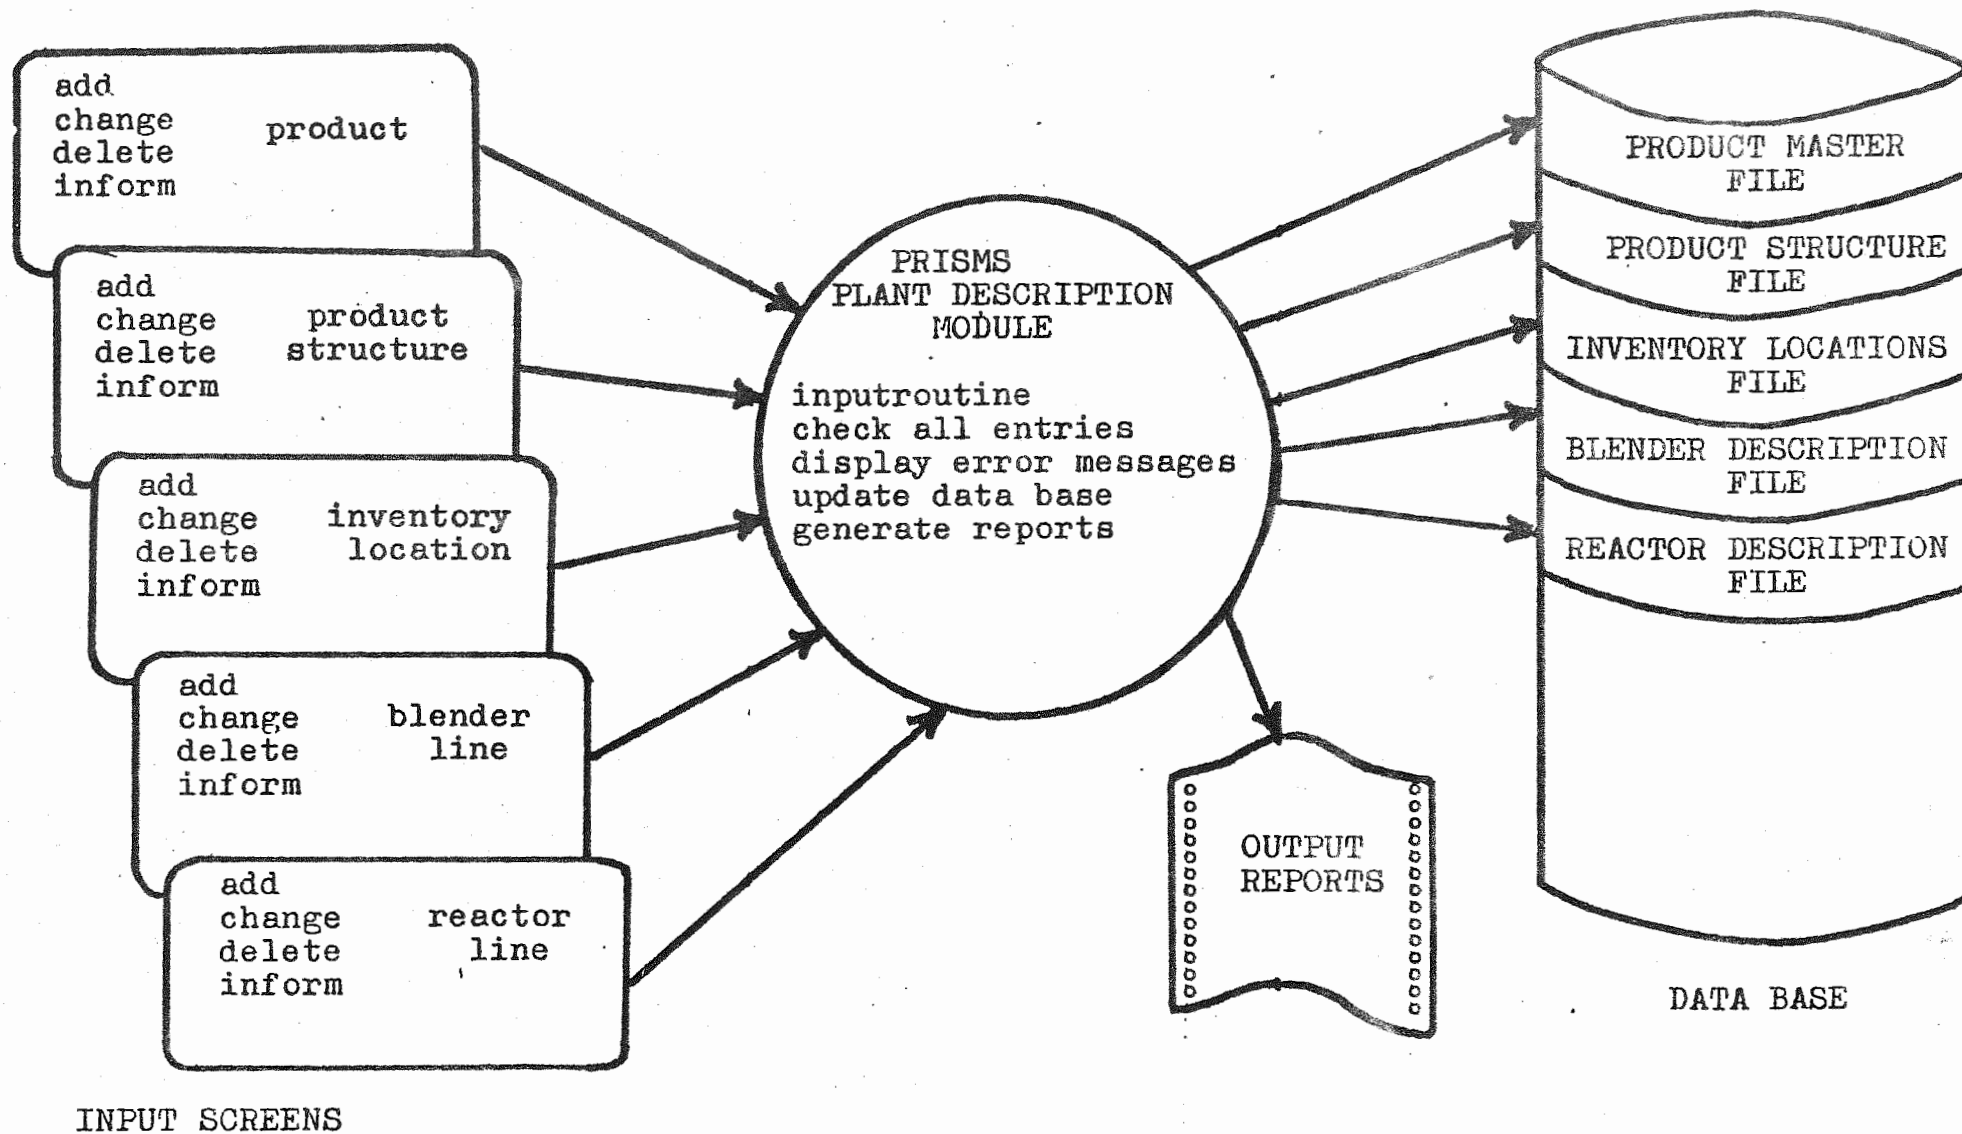 add
change
delete
inform
product
add
change
delete
inform
product
structure
add
change
delete
inform
inventory
location
add
change
delete
inform
blender
line
add
change
delete
inform
reactor
line
INPUT SCREENS
PRISMS
PLANT DESCRIPTION
MODULE
inputroutine
check all entries
display error messages
update data base
generate reports
OUTPUT
REPORTS
PRODUCT MASTER
FILE
PRODUCT STRUCTURE
FILE
INVENTORY LOCATIONS
FILE
BLENDER DESCRIPTION
FILE
REACTOR DESCRIPTION
FILE
DATA BASE